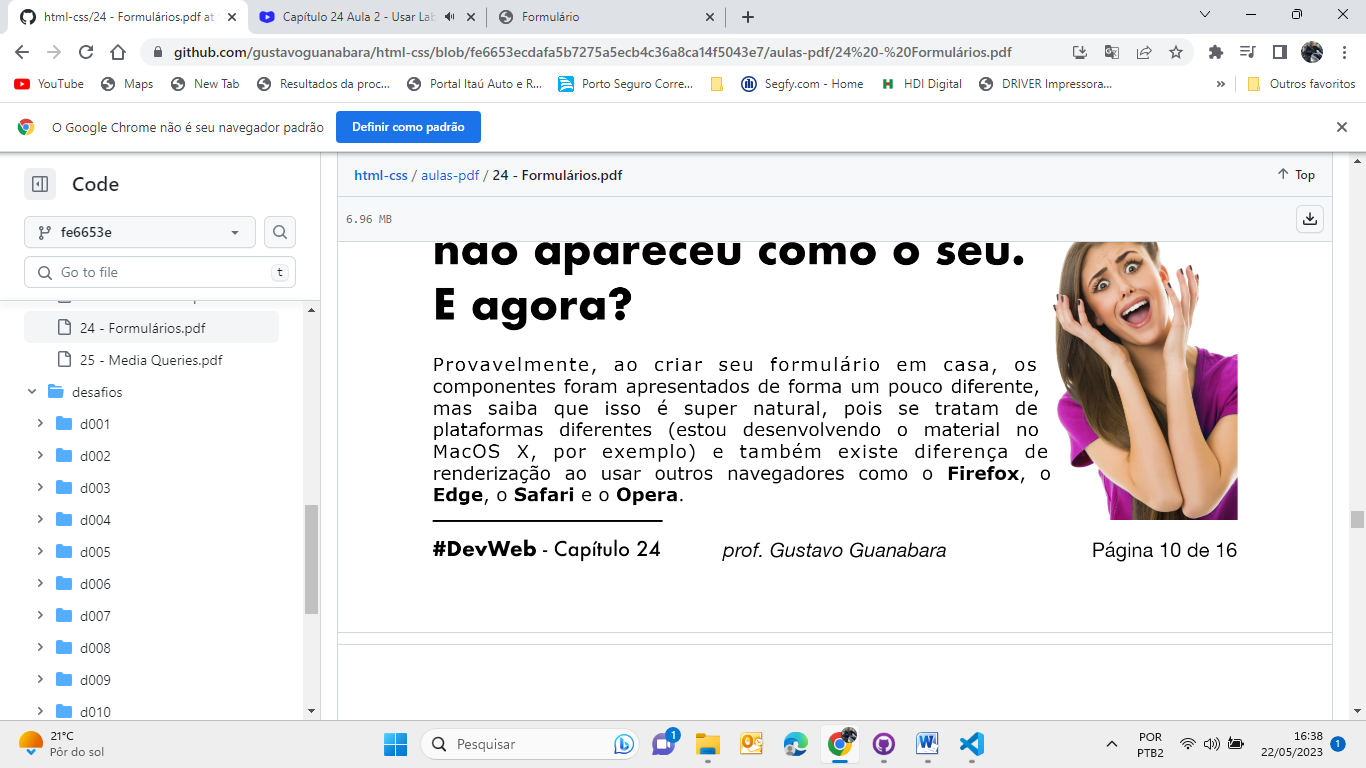 html-css/24 - Formulários.pdf at
Capítulo 24 Aula 2 - Usar Lab
Formulário
github.com/gustavoguanabara/html-css/blob/fe6653ecdafa5b7275a5ecb4c36a8ca14f5043e7/aulas-pdf/24%20-%20Formulários.pdf
YouTube
Maps
New Tab
Resultados da proc...
Portal Itaú Auto e R...
Porto Seguro Corre...
Segfy.com - Home
HDI Digital
DRIVER Impressora...
»
Outros favoritos
O Google Chrome não é seu navegador padrão
Definir como padrão
Code
fe6653e
Go to file
t
24 - Formulários.pdf
25 - Media Queries.pdf
desafios
d001
d002
d003
d004
d005
d006
d007
d008
d009
d010
html-css / aulas-pdf / 24 - Formulários.pdf
Top
6.96 MB
não apareceu como o seu.
E agora?
Provavelmente, ao criar seu formulário em casa, os
componentes foram apresentados de forma um pouco diferente,
mas saiba que isso é super natural, pois se tratam de
plataformas diferentes (estou desenvolvendo o material no
MacOS X, por exemplo) e também existe diferença de
renderização ao usar outros navegadores como o Firefox, o
Edge, o Safari e o Opera.
#DevWeb - Capítulo 24
prof. Gustavo Guanabara
Página 10 de 16
21°C
Pôr do sol
Pesquisar
1
POR
PTB2
16:38
22/05/2023
1